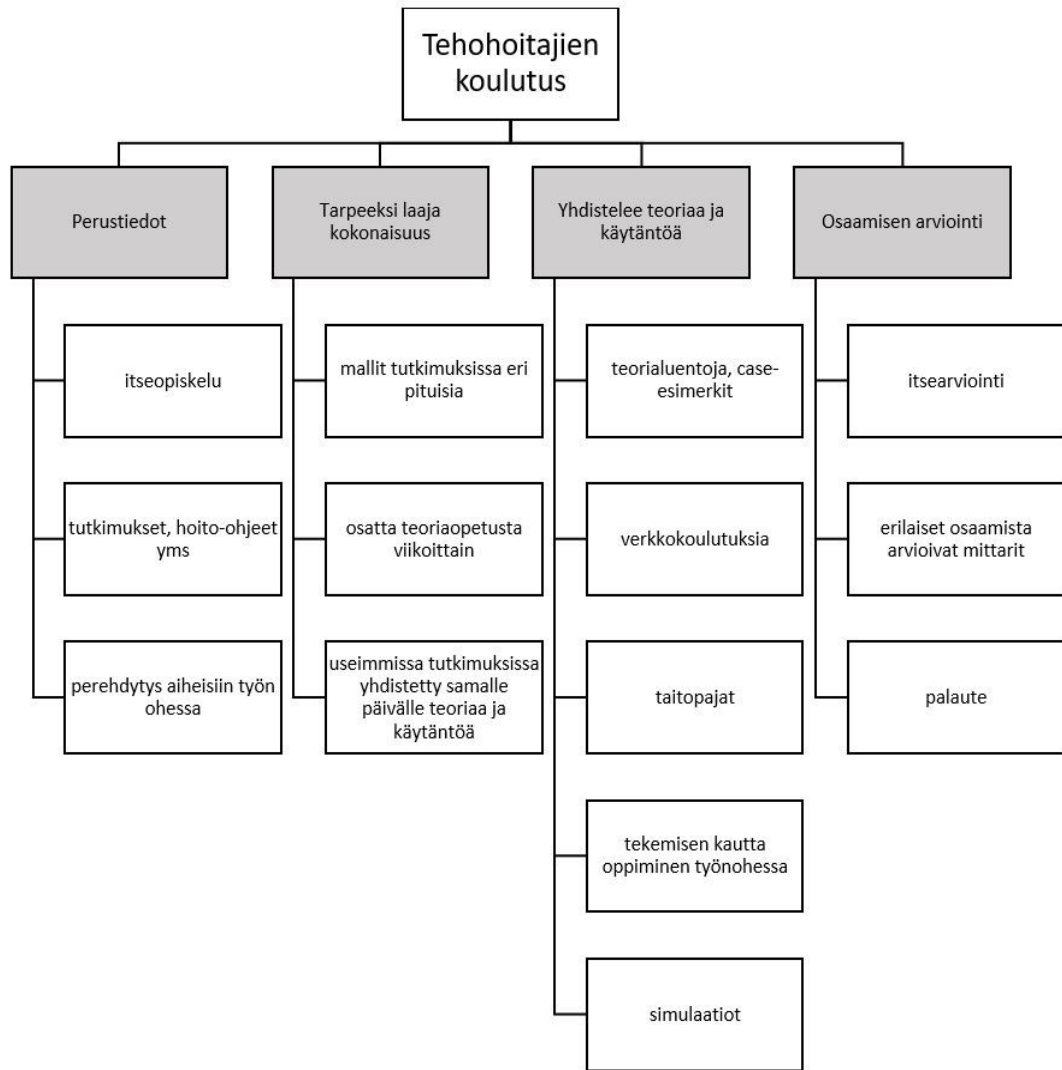 Tehohoitajien
koulutus
Perustiedot
itseopiskelu
tutkimukset, hoito-ohjeet
yms
perehdytys aiheisiin työn
ohessa
Tarpeeksi laaja
kokonaisuus
mallit tutkimuksissa eri
pituisia
osatta teoriaopetusta
viikoittain
useimmissa tutkimuksissa
yhdistetty samalle
päivälle teoriaa ja
käytäntöä
Yhdistelee teoriaa ja
käytäntöä
teorialuentoja, case-
esimerkit
verkkokoulutuksia
taitopajat
tekemisen kautta
oppiminen työnohessa
simulaatiot
Osaamisen arviointi
itsearviointi
erilaiset osaamista
arvioivat mittarit
palaute